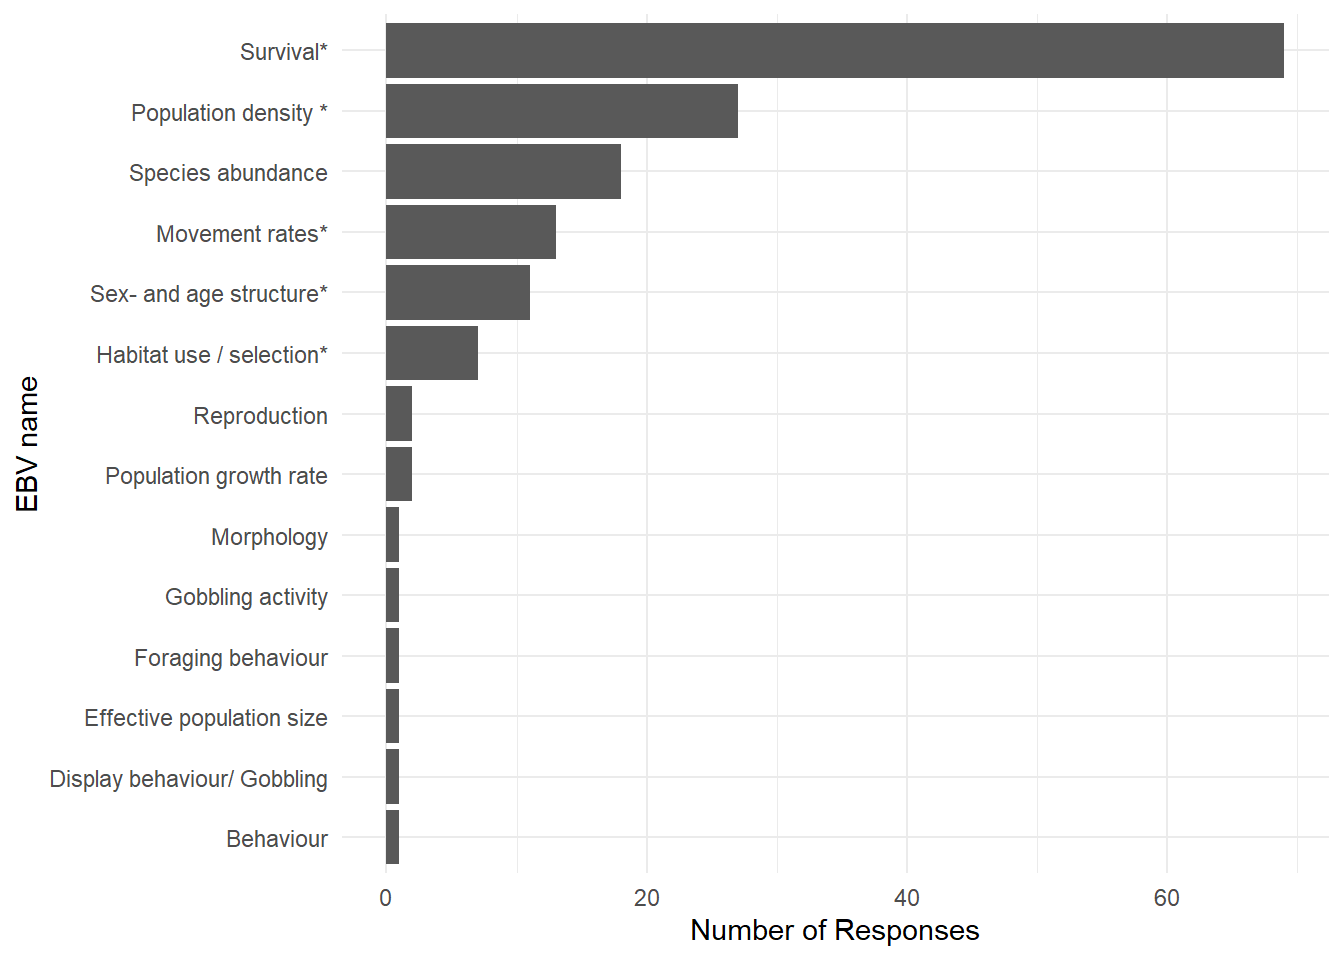 Survival*
Population density *
Species abundance
Movement rates*
Sex- and age structure*
Habitat use / selection*
Reproduction
Population growth rate
Morphology
Gobbling activity
Foraging behaviour
Effective population size
Display behaviour/ Gobbling
Behaviour
EBV name
0 20 40 60
Number of Responses